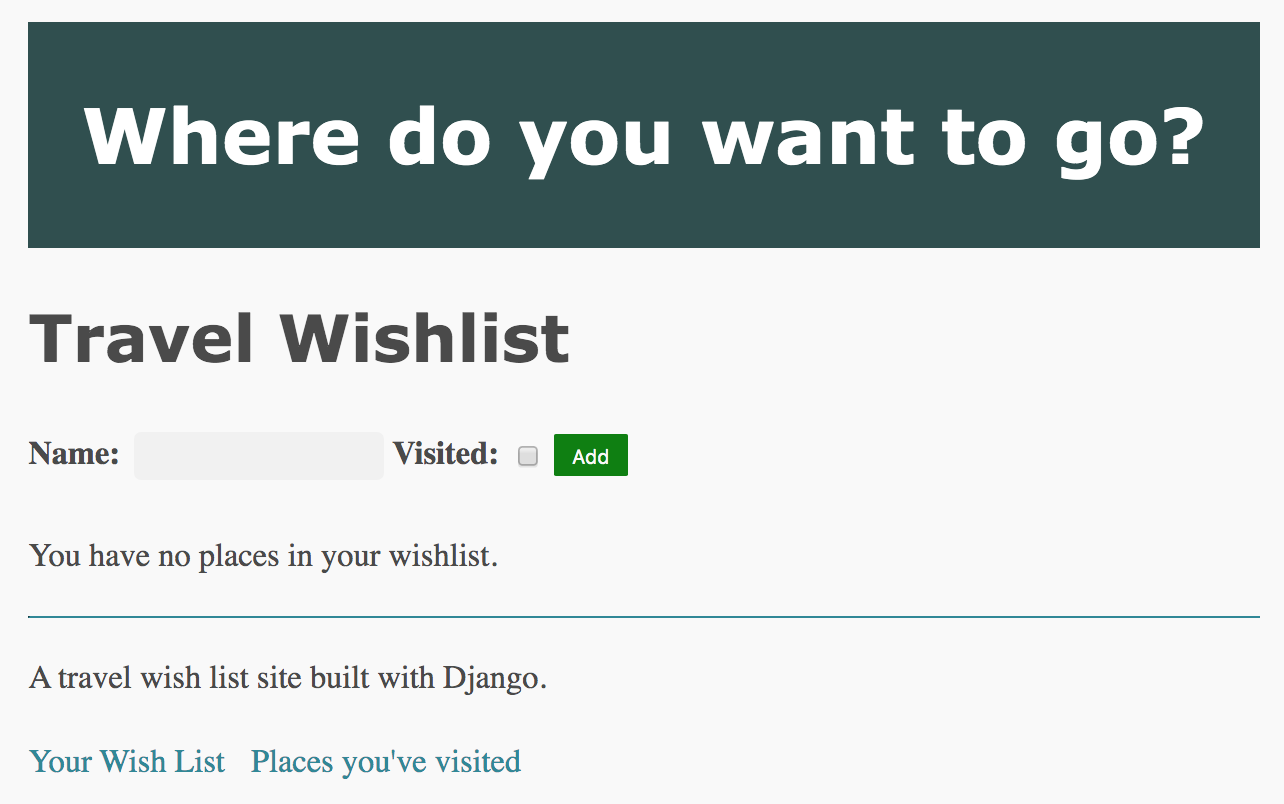 Where do you want to go?
Travel Wishlist
Name: Visited: Add
You have no places in your wishlist.
A travel wish list site built with Django.
Your Wish List Places you've visited